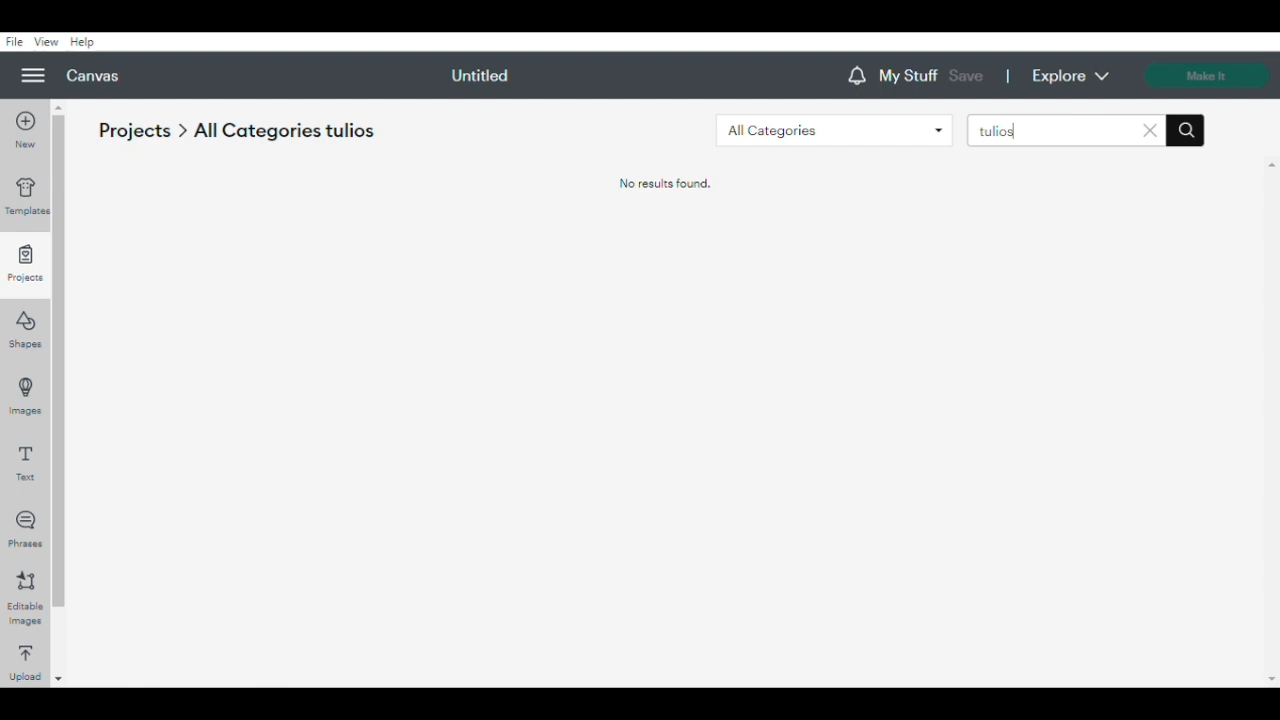 File View Help
Canvas Untitled My Stuff Save | Explore Make It
New
Templates
Projects
Shapes
Images
Text
Phrases
Editable
Images
Upload
Projects > All Categories tulios
All Categories
tulios
No results found.